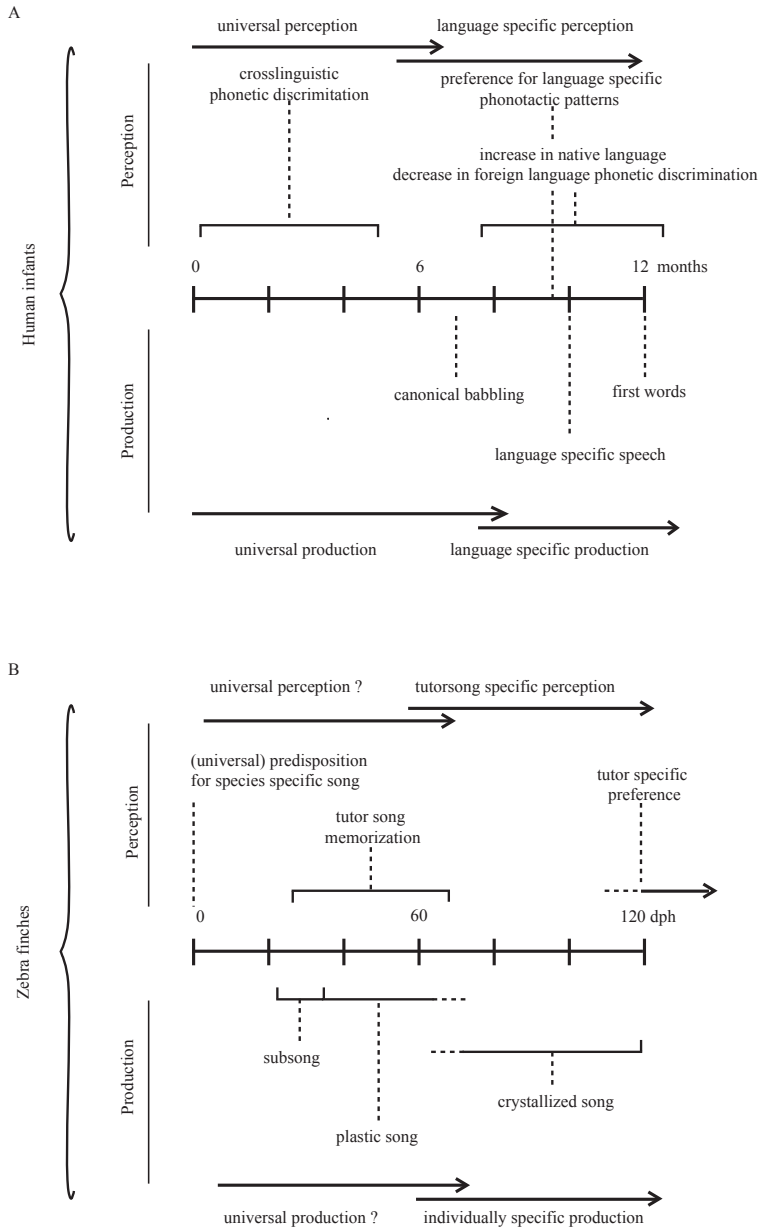 A
universal perception
language specific perception
crosslinguistic
phonetic discrimitation
preference for language specific
phonotactic patterns
increase in native language
decrease in foreign language phonetic discrimination
Perception
Human infants
0
6
12 months
Production
canonical babbling
first words
language specific speech
universal production
language specific production
B
universal perception ?
tutorsong specific perception
(universal) predisposition
for species specific song
tutor specific
preference
tutor song
memorization
Perception
Zebra finches
0
60
120 dph
Production
subsong
crystallized song
plastic song
universal production ?
individually specific production